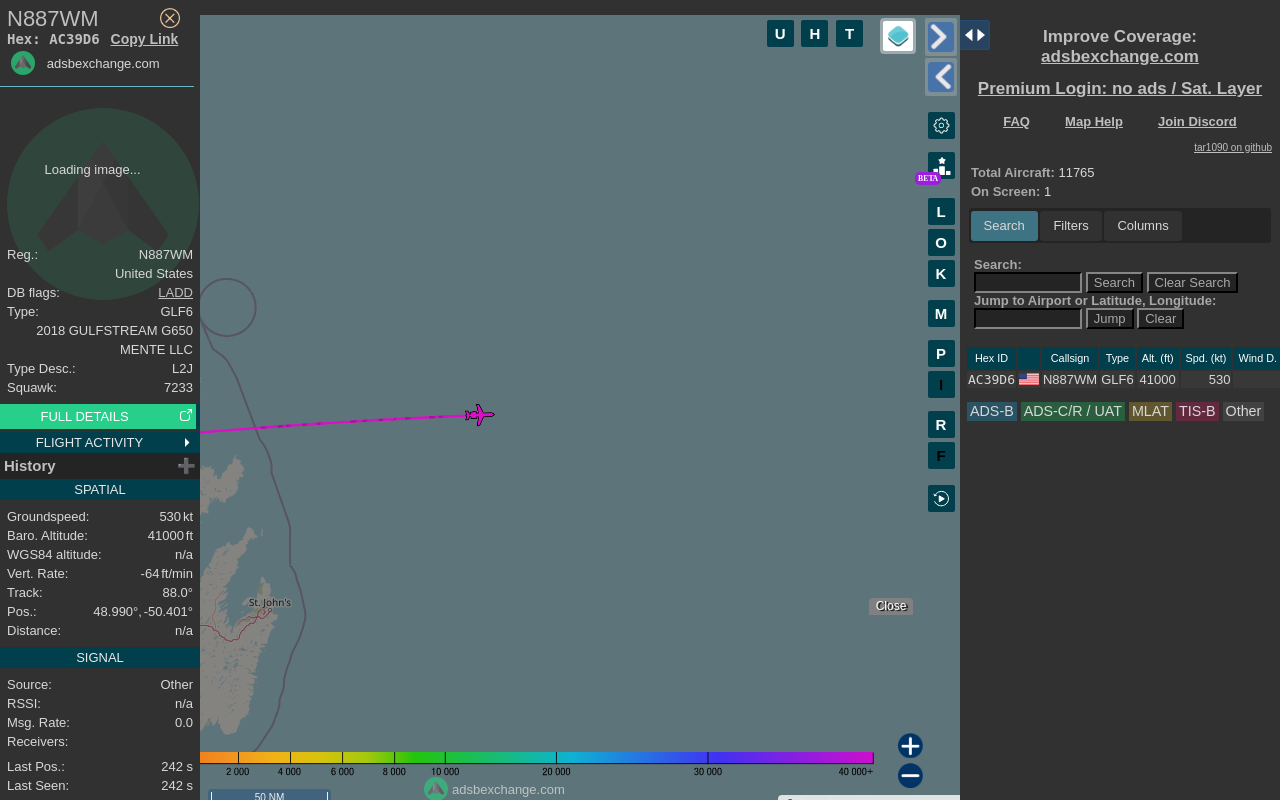 N887WM
Hex: AC39D6 Copy Link
adsbexchange.com
Loading image...
Reg.: N887WM
United States
DB flags: LADD
Type: GLF6
2018 GULFSTREAM G650
MENTE LLC
Type Desc.: L2J
Squawk: 7233
FULL DETAILS
FLIGHT ACTIVITY
History
SPATIAL
Groundspeed: 530 kt
Baro. Altitude: 41000 ft
WGS84 altitude: n/a
Vert. Rate: -64 ft/min
Track: 88.0°
Pos.: 48.990°, -50.401°
Distance: n/a
SIGNAL
Source: Other
RSSI: n/a
Msg. Rate: 0.0
Receivers:
Last Pos.: 242 s
Last Seen: 242 s
U H T
BETA
L
O
K
M
P
I
R
F
St. John's
Close
2 000 4 000 6 000 8 000 10 000 20 000 30 000 40 000+
adsbexchange.com
50 NM
Improve Coverage:
adsbexchange.com
Premium Login: no ads / Sat. Layer
FAQ Map Help Join Discord
tar1090 on github
Total Aircraft: 11765
On Screen: 1
Search Filters Columns
Search:
Search Clear Search
Jump to Airport or Latitude, Longitude:
Jump Clear
Hex ID Callsign Type Alt. (ft) Spd. (kt) Wind D.
AC39D6 N887WM GLF6 41000 530
ADS-B ADS-C/R / UAT MLAT TIS-B Other